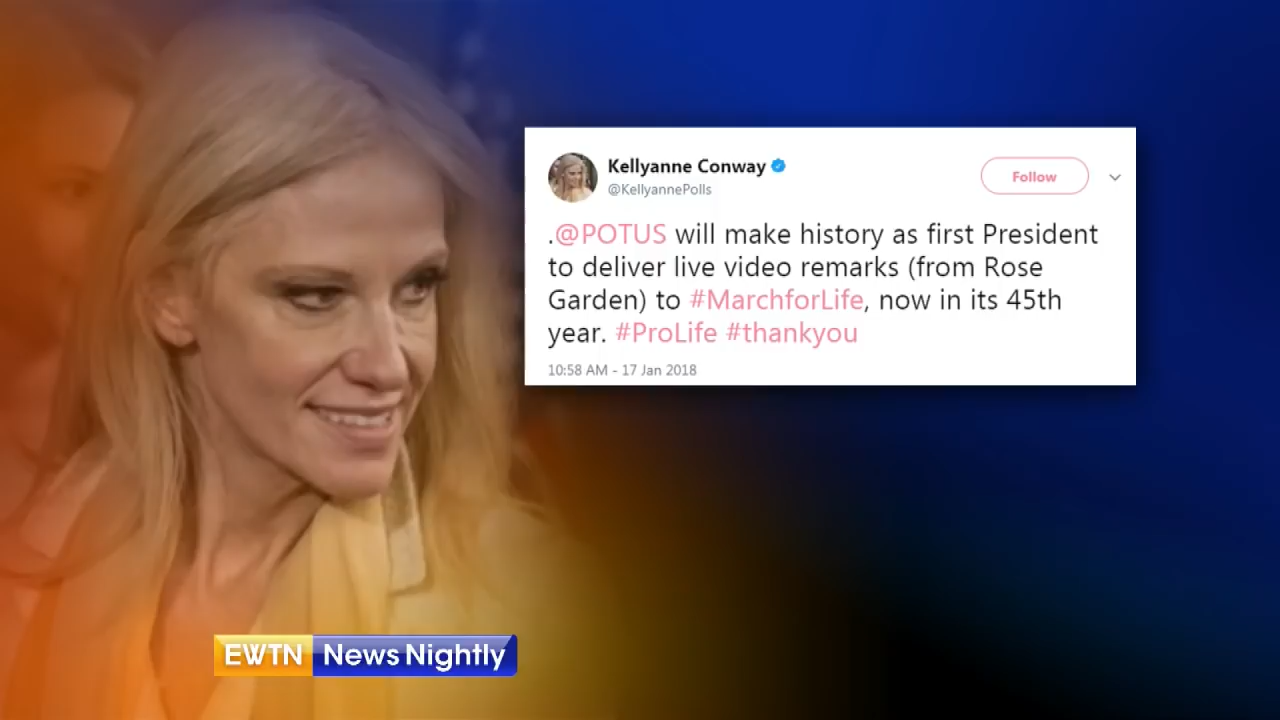 Kellyanne Conway
@KellyannePolls
Follow
.@POTUS will make history as first President
to deliver live video remarks (from Rose
Garden) to #MarchforLife, now in its 45th
year. #ProLife #thankyou
10:58 AM - 17 Jan 2018
EWTN News Nightly